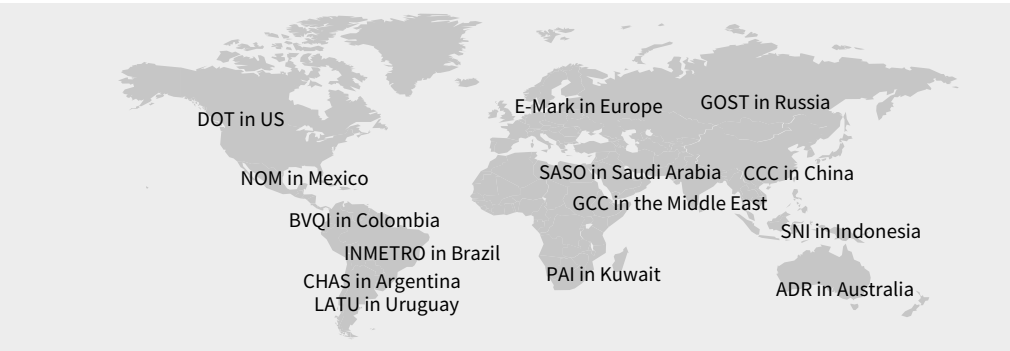 E-Mark in Europe
GOST in Russia
DOT in US
SASO in Saudi Arabia
CCC in China
NOM in Mexico
GCC in the Middle East
BVQI in Colombia
SNI in Indonesia
INMETRO in Brazil
PAI in Kuwait
CHAS in Argentina
ADR in Australia
LATU in Uruguay